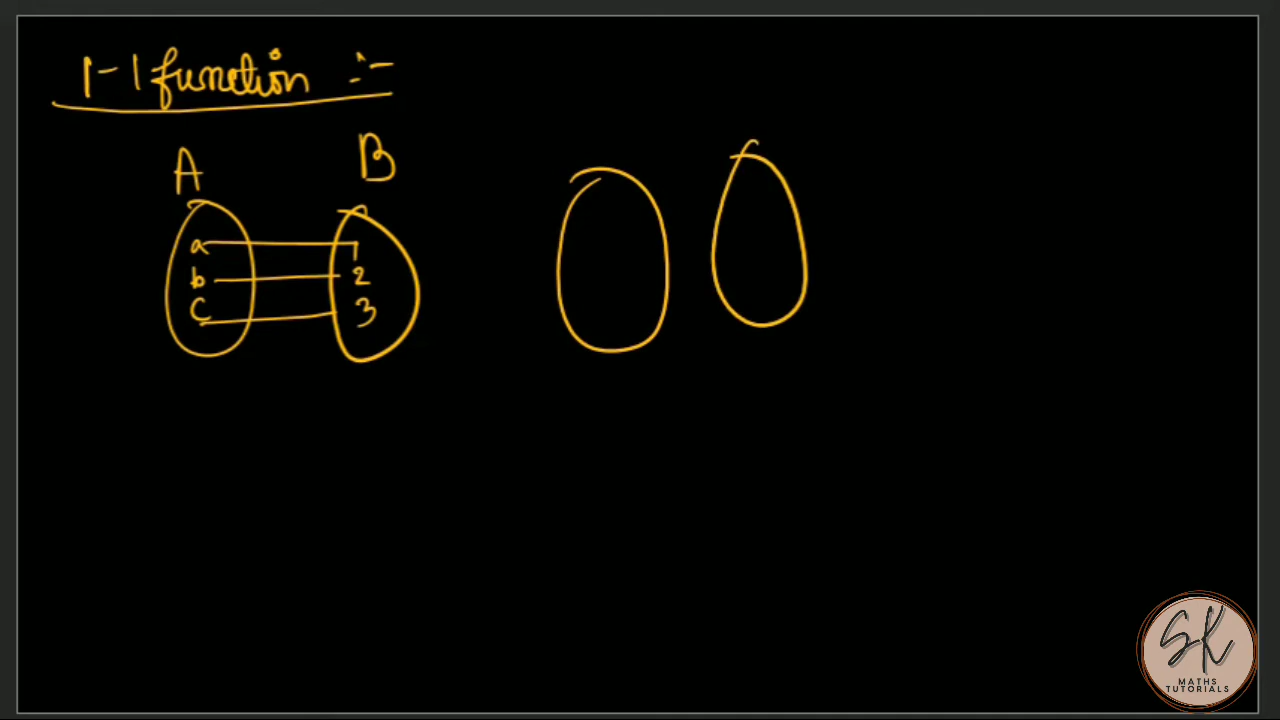 1-1 function :-
A B
a 1
b 2
c 3
SK
MATHS
TUTORIALS